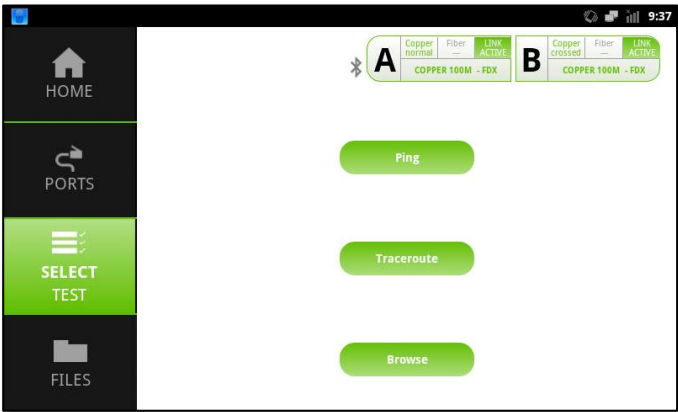 9:37
HOME
PORTS
SELECT
TEST
FILES
A
Copper
normal
Fiber
—
LINK
ACTIVE
COPPER 100M - FDX
B
Copper
crossed
Fiber
—
LINK
ACTIVE
COPPER 100M - FDX
Ping
Traceroute
Browse